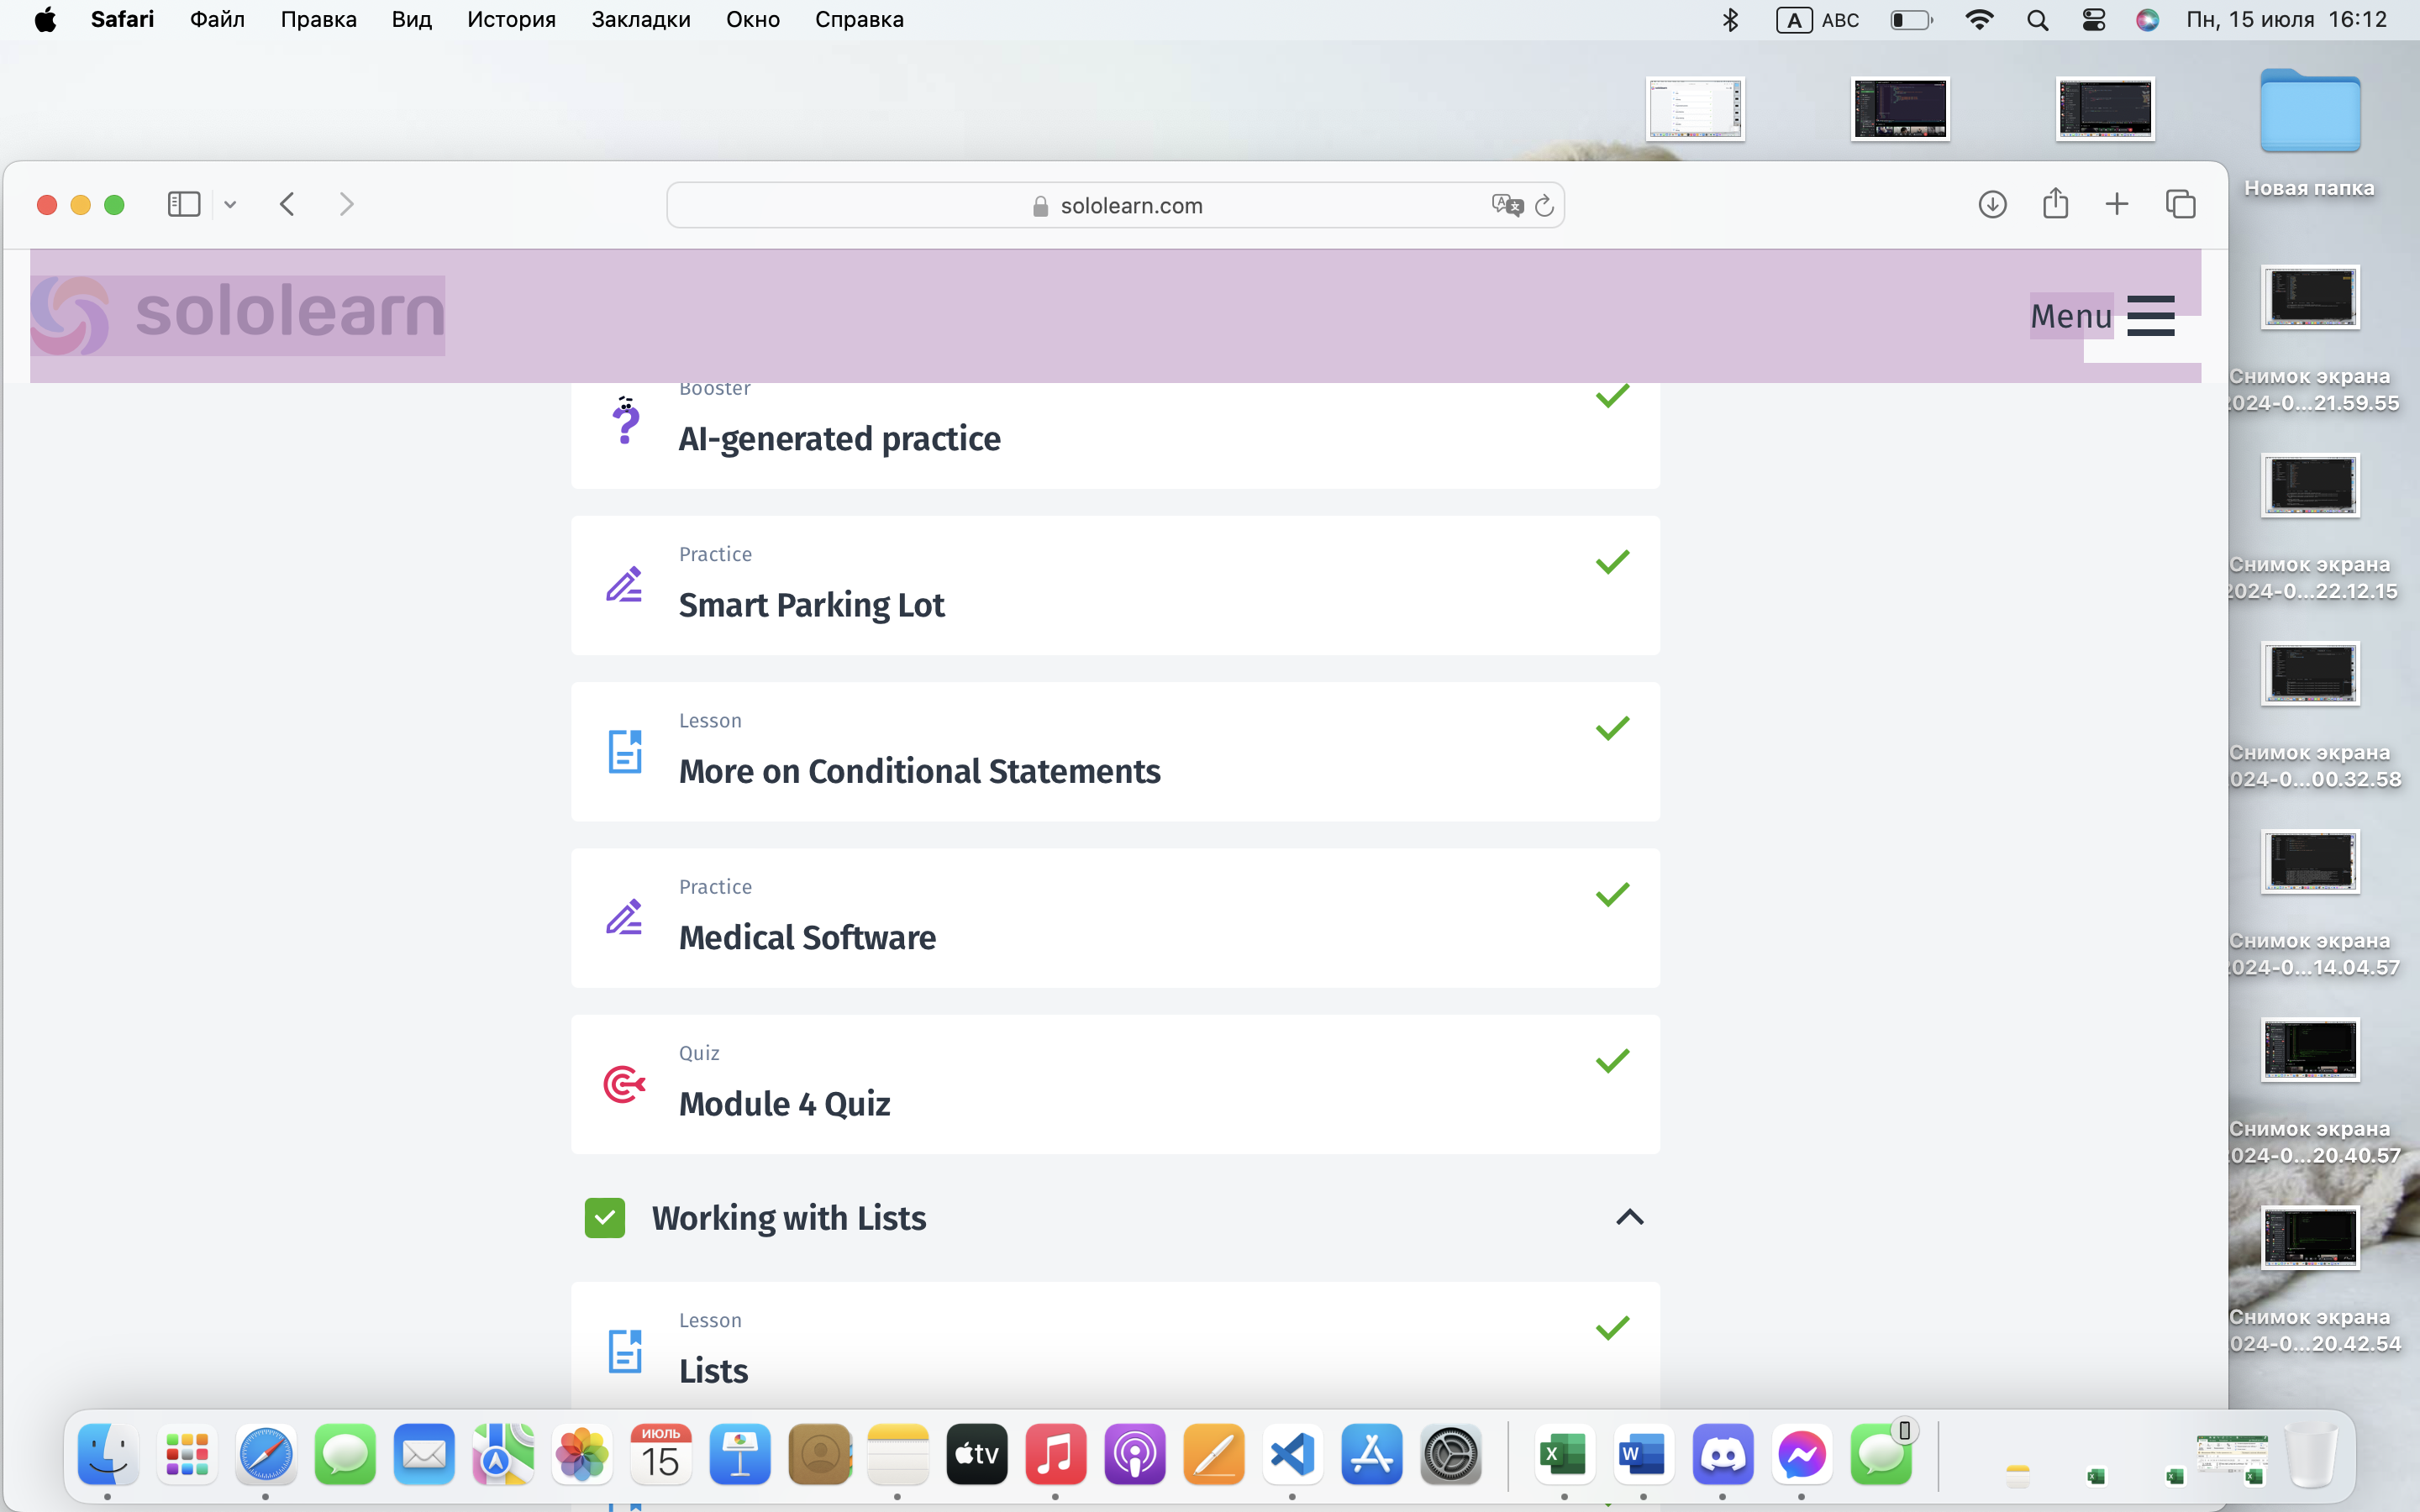 Safari Файл Правка Вид История Закладки Окно Справка A ABC Пн, 15 июля 16:12
sololearn.com
Новая папка
sololearn
Menu
Booster
AI-generated practice
Practice
Smart Parking Lot
Lesson
More on Conditional Statements
Practice
Medical Software
Quiz
Module 4 Quiz
Working with Lists
Lesson
Lists
Снимок экрана
2024-0...21.59.55
Снимок экрана
2024-0...22.12.15
Снимок экрана
024-0...00.32.58
Снимок экрана
024-0...14.04.57
Снимок экрана
024-0...20.40.57
Снимок экрана
024-0...20.42.54
ИЮЛЬ
15
tv
X
W